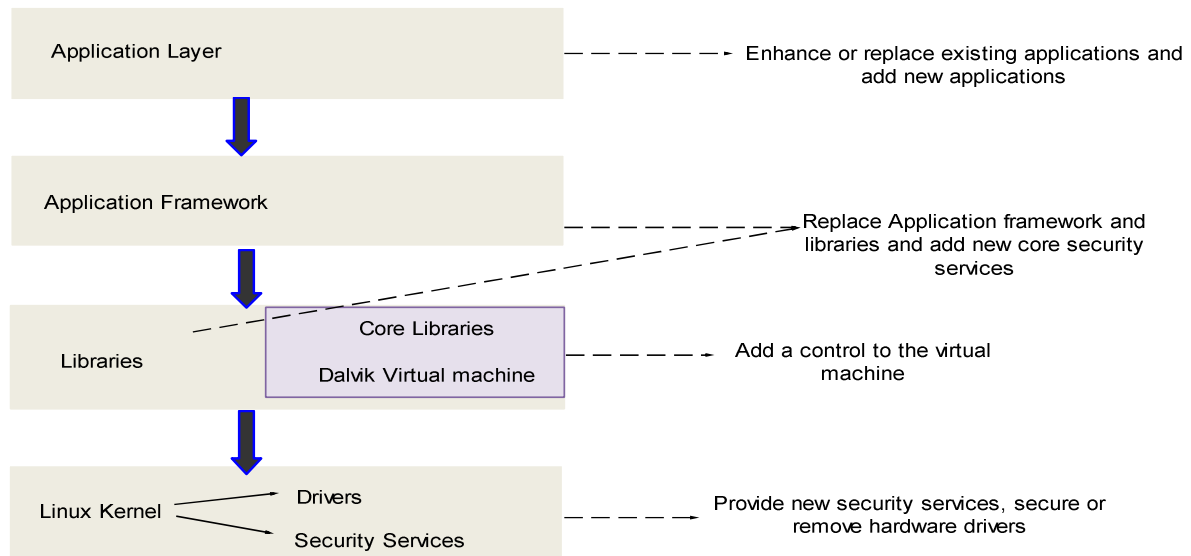 Application Layer
Enhance or replace existing applications and
add new applications
Application Framework
Replace Application framework and
libraries and add new core security
services
Libraries
Core Libraries
Dalvik Virtual machine
Add a control to the virtual
machine
Linux Kernel
Drivers
Security Services
Provide new security services, secure or
remove hardware drivers